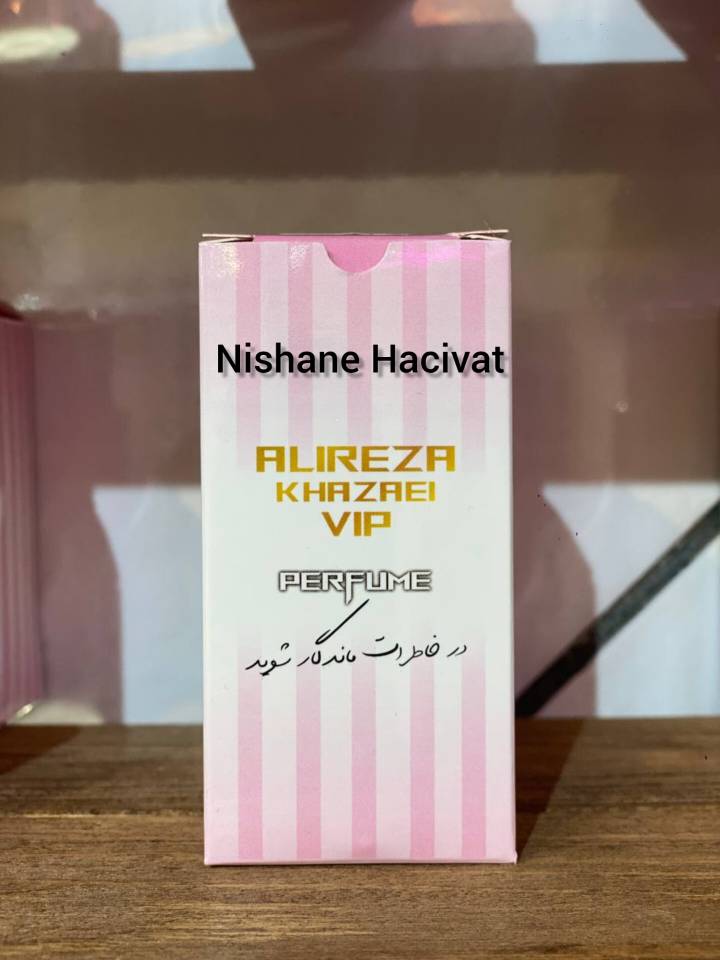 Nishane Hacivat
ALIREZA
KHAZAEI
VIP
PERFUME
در خاطرات ماندگار شوید